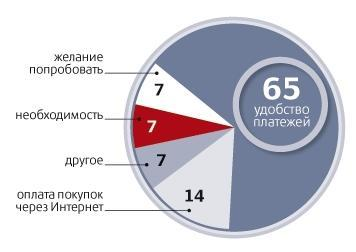 желание
попробовать
7
необходимость
7
другое
7
оплата покупок
через Интернет
14
65
удобство
платежей